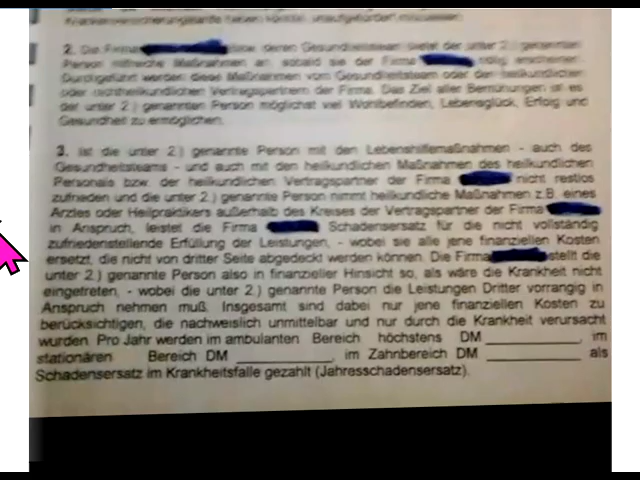 2. Die Firma bzw. deren Gesundheitsteam bietet der unter 2.) genannten
Person hilfreiche Maßnahmen an, sobald sie der Firma nötig erscheinen.
Durchgeführt werden diese Maßnahmen vom Gesundheitsteam oder den heilkundlichen
oder nichtheilkundlichen Vertragspartnern der Firma. Das Ziel aller Bemühungen ist es
der unter 2.) genannten Person möglichst viel Wohlbefinden, Lebensglück, Erfolg und
Gesundheit zu ermöglichen.
3. Ist die unter 2.) genannte Person mit den Lebenshilfemaßnahmen - auch des
Gesundheitsteams - und auch mit den heilkundlichen Maßnahmen des heilkundlichen
Personals bzw. der heilkundlichen Vertragspartner der Firma nicht restlos
zufrieden und die unter 2.) genannte Person nimmt heilkundliche Maßnahmen z.B. eines
Arztes oder Heilpraktikers außerhalb des Kreises der Vertragspartner der Firma
in Anspruch, leistet die Firma Schadensersatz für die nicht vollständig
zufriedenstellende Erfüllung der Leistungen, - wobei sie alle jene finanziellen Kosten
ersetzt, die nicht von dritter Seite abgedeckt werden können. Die Firma stellt die
unter 2.) genannte Person also in finanzieller Hinsicht so, als wäre die Krankheit nicht
eingetreten, - wobei die unter 2.) genannte Person die Leistungen Dritter vorrangig in
Anspruch nehmen muß. Insgesamt sind dabei nur jene finanziellen Kosten zu
berücksichtigen, die nachweislich unmittelbar und nur durch die Krankheit verursacht
wurden. Pro Jahr werden im ambulanten Bereich höchstens DM ________, im
stationären Bereich DM ________, im Zahnbereich DM ________ als
Schadensersatz im Krankheitsfalle gezahlt (Jahresschadensersatz).